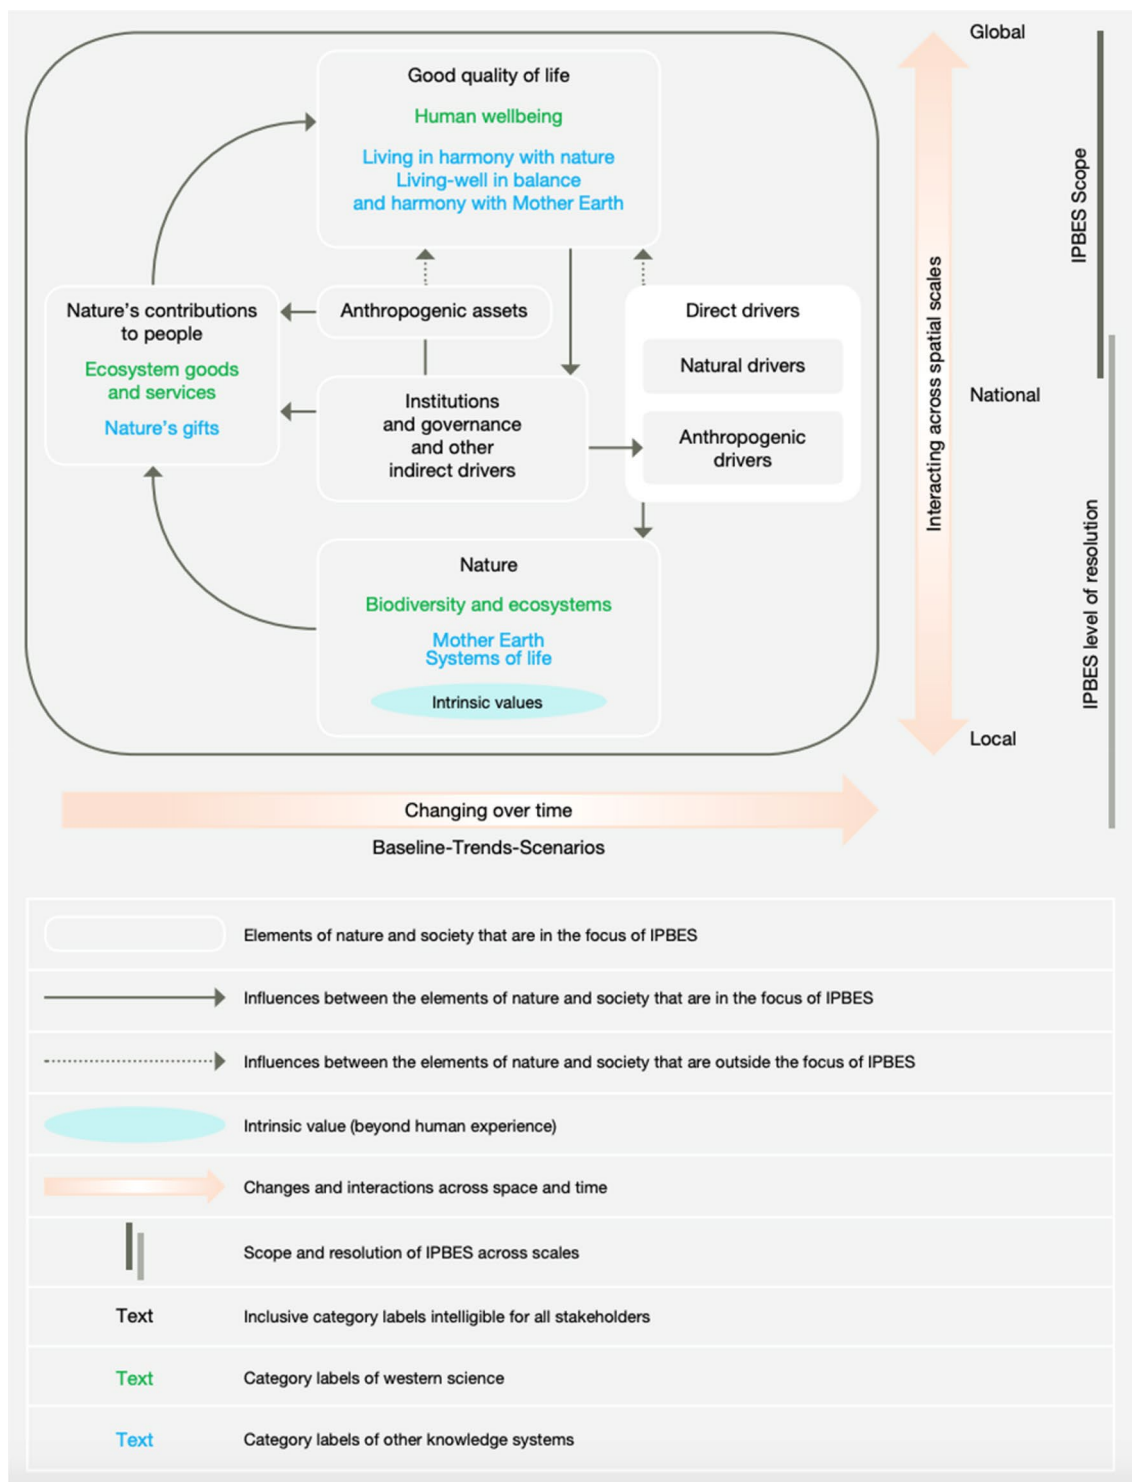 Global
Good quality of life
Human wellbeing
Living in harmony with nature
Living-well in balance
and harmony with Mother Earth
IPBES Scope
Interacting across spatial scales
Nature's contributions
to people
Ecosystem goods
and services
Nature's gifts
Anthropogenic assets
Direct drivers
Natural drivers
Anthropogenic
drivers
National
Institutions
and governance
and other
indirect drivers
IPBES level of resolution
Nature
Biodiversity and ecosystems
Mother Earth
Systems of life
Intrinsic values
Local
Changing over time
Baseline-Trends-Scenarios
Elements of nature and society that are in the focus of IPBES
Influences between the elements of nature and society that are in the focus of IPBES
Influences between the elements of nature and society that are outside the focus of IPBES
Intrinsic value (beyond human experience)
Changes and interactions across space and time
Scope and resolution of IPBES across scales
Text Inclusive category labels intelligible for all stakeholders
Text Category labels of western science
Text Category labels of other knowledge systems